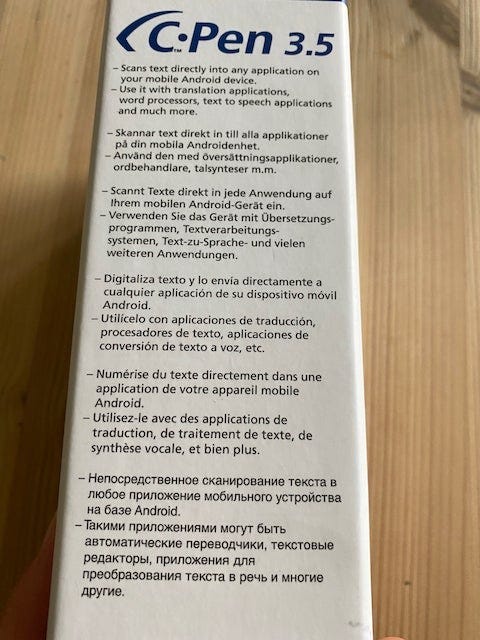 C·Pen™ 3.5
– Scans text directly into any application on
your mobile Android device.
– Use it with translation applications,
word processors, text to speech applications
and much more.
– Skannar text direkt in till alla applikationer
på din mobila Androidenhet.
– Använd den med översättningsapplikationer,
ordbehandlare, talsynteser m.m.
– Scannt Texte direkt in jede Anwendung auf
Ihrem mobilen Android-Gerät ein.
– Verwenden Sie das Gerät mit Übersetzungs-
programmen, Textverarbeitungs-
systemen, Text-zu-Sprache- und vielen
weiteren Anwendungen.
– Digitaliza texto y lo envía directamente a
cualquier aplicación de su dispositivo móvil
Android.
– Utilícelo con aplicaciones de traducción,
procesadores de texto, aplicaciones de
conversión de texto a voz, etc.
– Numérise du texte directement dans une
application de votre appareil mobile
Android.
– Utilisez-le avec des applications de
traduction, de traitement de texte, de
synthèse vocale, et bien plus.
– Непосредственное сканирование текста в
любое приложение мобильного устройства
на базе Android.
– Такими приложениями могут быть
автоматические переводчики, текстовые
редакторы, приложения для
преобразования текста в речь и многие
другие.